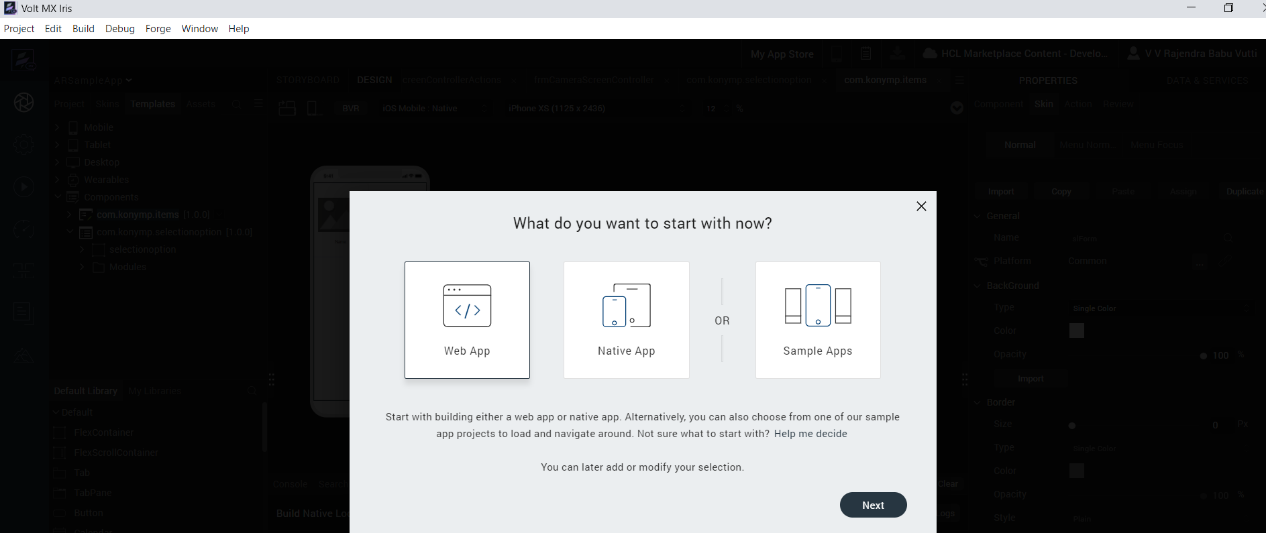 Volt MX Iris
Project Edit Build Debug Forge Window Help
My App Store
HCL Marketplace Content - Develo...
V V Rajendra Babu Vutti
STORYBOARD DESIGN
com.konymp.items
PROPERTIES
DATA & SERVICES
Project Skins Templates Assets
BVR
iOS Mobile : Native
iPhone XS (1125 x 2436)
12 %
Component Skin Action Review
Mobile
Tablet
Desktop
Wearables
Components
com.konymp.items [1.0.0]
com.konymp.selectionoption [1.0.0]
selectionoption
Modules
Normal
Import Copy Paste Assign Duplicate
General
Name
Platform Common
BackGround
Type Single Color
Color
Opacity 100 %
Import
Border
Size 0 Px
Type Single Color
Color
Opacity 100 %
Style
What do you want to start with now?
Web App
Native App
OR
Sample Apps
Start with building either a web app or native app. Alternatively, you can also choose from one of our sample
app projects to load and navigate around. Not sure what to start with? Help me decide
You can later add or modify your selection.
Next
Default Library My Libraries
Default
FlexContainer
FlexScrollContainer
Tab
TabPane
Button
Console Search
Clear
Build Native Lo
ogs